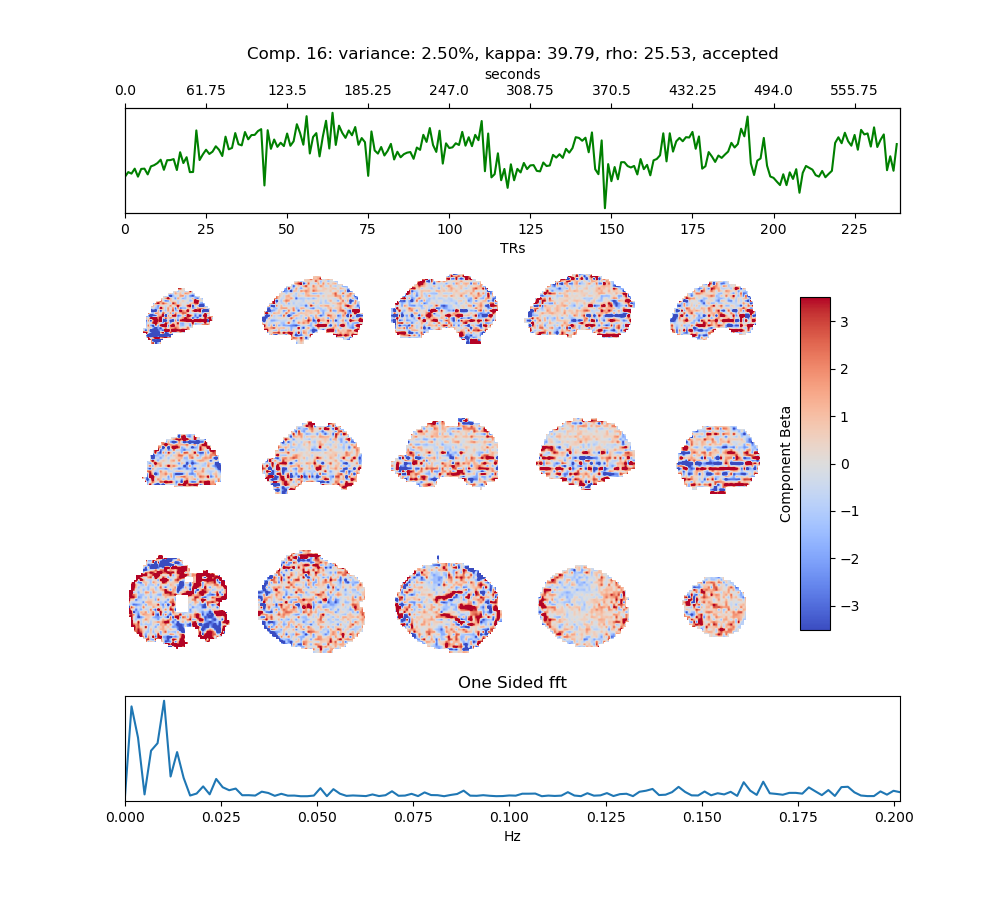 Comp. 16: variance: 2.50%, kappa: 39.79, rho: 25.53, accepted
seconds
0.0 61.75 123.5 185.25 247.0 308.75 370.5 432.25 494.0 555.75
0 25 50 75 100 125 150 175 200 225
TRs
3
2
1
0
−1
−2
−3
Component Beta
One Sided fft
0.000 0.025 0.050 0.075 0.100 0.125 0.150 0.175 0.200
Hz